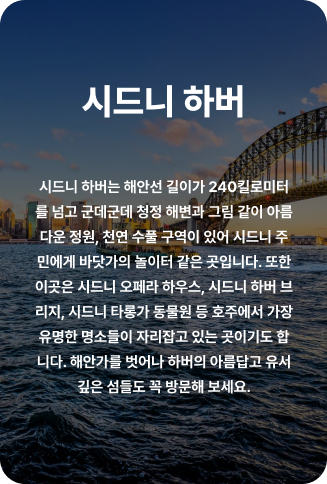 시드니 하버
시드니 하버는 해안선 길이가 240킬로미터
를 넘고 군데군데 청정 해변과 그림 같이 아름
다운 정원, 천연 수풀 구역이 있어 시드니 주
민에게 바닷가의 놀이터 같은 곳입니다. 또한
이곳은 시드니 오페라 하우스, 시드니 하버 브
리지, 시드니 타롱가 동물원 등 호주에서 가장
유명한 명소들이 자리잡고 있는 곳이기도 합
니다. 해안가를 벗어나 하버의 아름답고 유서
깊은 섬들도 꼭 방문해 보세요.